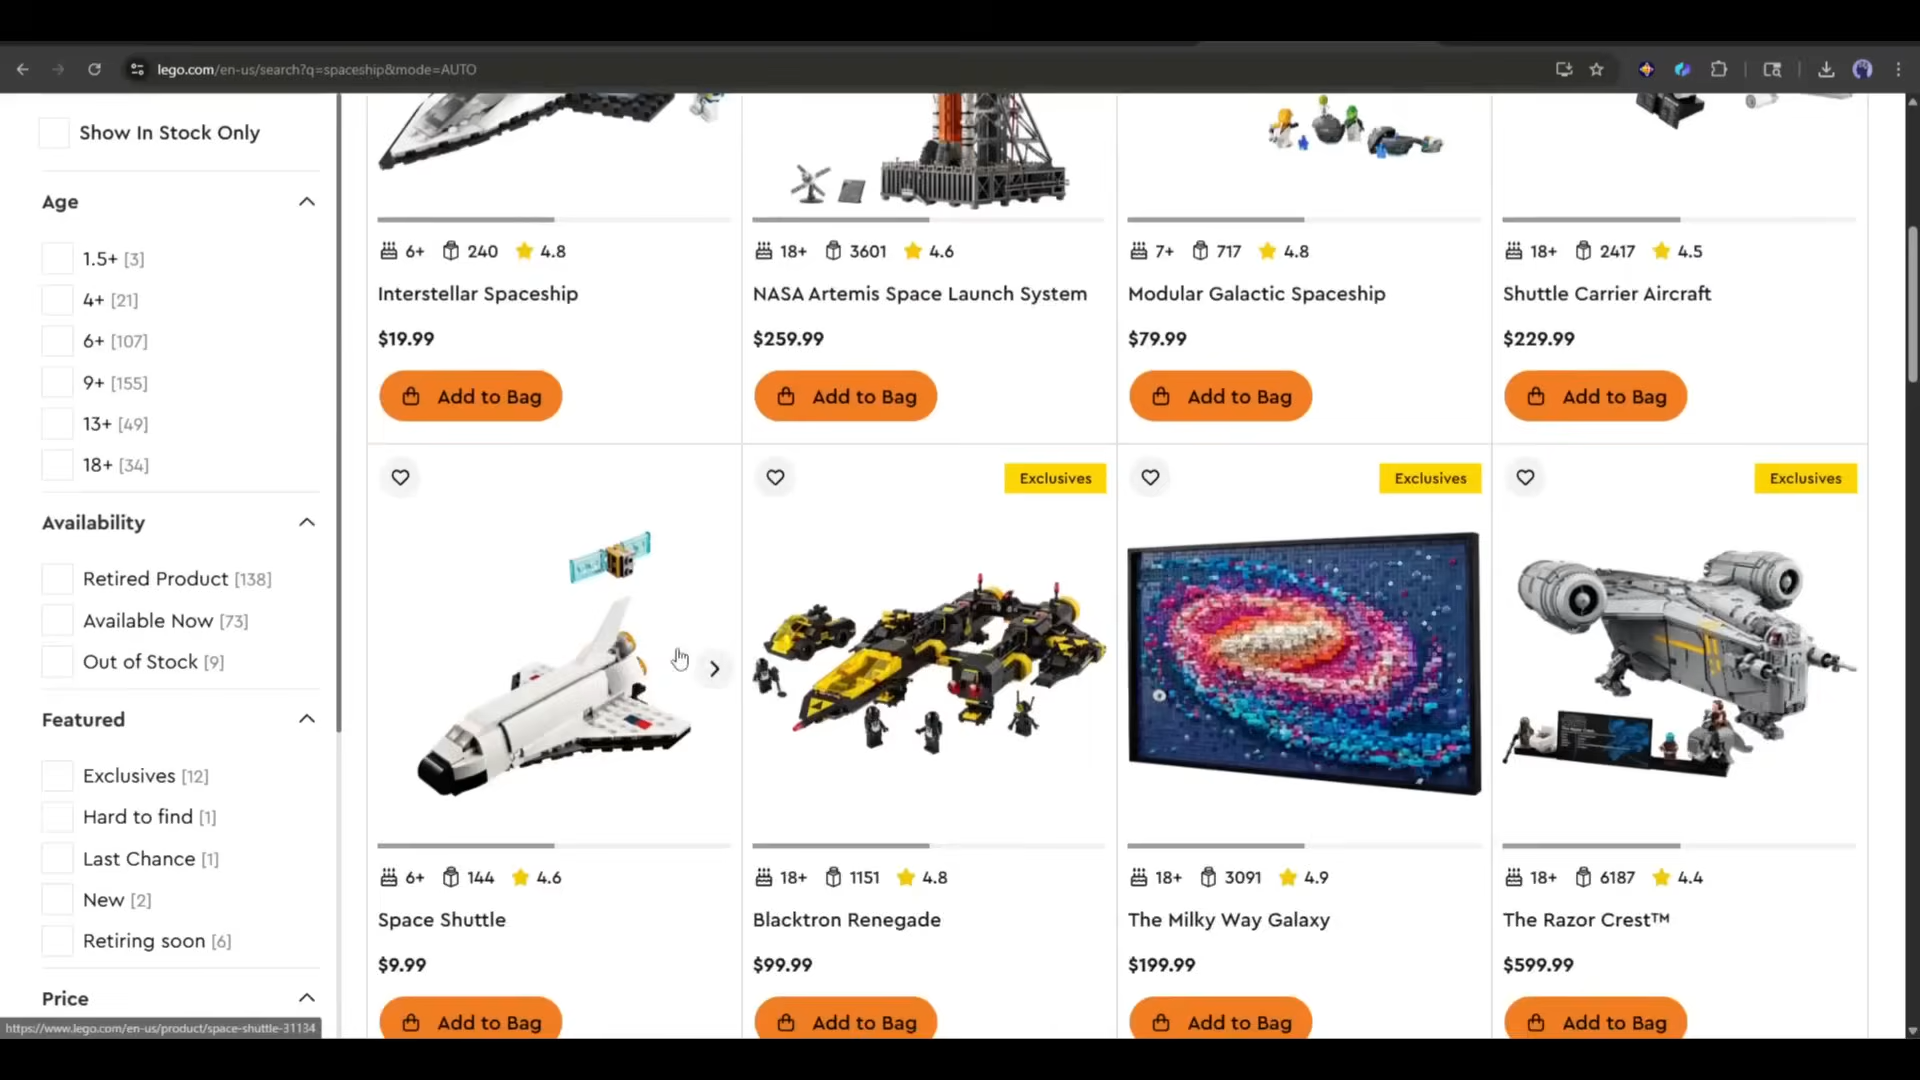 lego.com/en-us/search?q=spaceship&mode=AUTO
Show In Stock Only
Age
1.5+ [3]
4+ [21]
6+ [107]
9+ [155]
13+ [49]
18+ [34]
Availability
Retired Product [138]
Available Now [73]
Out of Stock [9]
Featured
Exclusives [12]
Hard to find [1]
Last Chance [1]
New [2]
Retiring soon [6]
Price
https://www.lego.com/en-us/product/space-shuttle-31134
6+ 240 4.8
Interstellar Spaceship
$19.99
Add to Bag
18+ 3601 4.6
NASA Artemis Space Launch System
$259.99
Add to Bag
7+ 717 4.8
Modular Galactic Spaceship
$79.99
Add to Bag
18+ 2417 4.5
Shuttle Carrier Aircraft
$229.99
Add to Bag
6+ 144 4.6
Space Shuttle
$9.99
Add to Bag
Exclusives
18+ 1151 4.8
Blacktron Renegade
$99.99
Add to Bag
Exclusives
18+ 3091 4.9
The Milky Way Galaxy
$199.99
Add to Bag
Exclusives
18+ 6187 4.4
The Razor Crest™
$599.99
Add to Bag